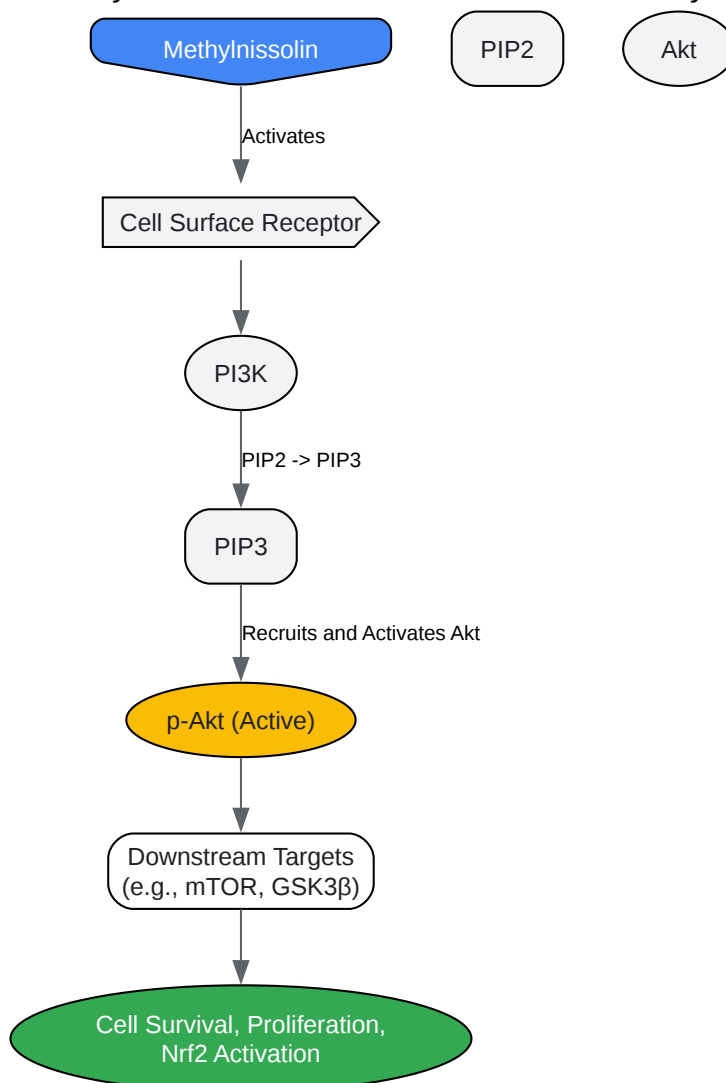 Methylnissolin
PIP2
Akt
Activates
Cell Surface Receptor
PI3K
PIP2 -> PIP3
PIP3
Recruits and Activates Akt
p-Akt (Active)
Downstream Targets
(e.g., mTOR, GSK3β)
Cell Survival, Proliferation,
Nrf2 Activation